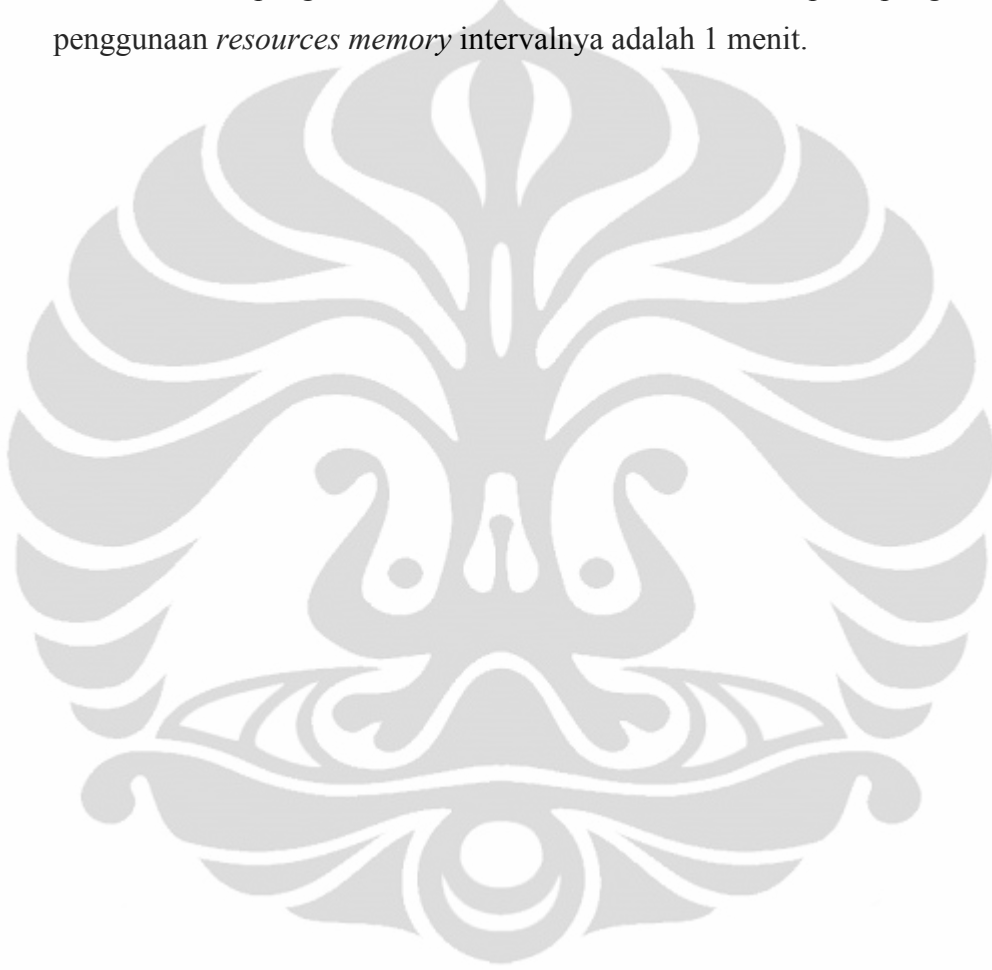 penggunaan resources memory intervalnya adalah 1 menit.